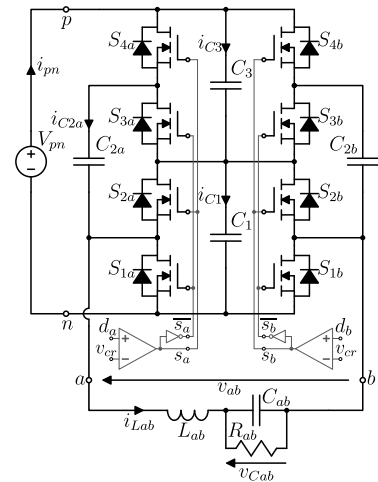 p
S4a iC3 S4b
ipn C3
iC2a S3a S3b
Vpn C2a C2b
S2a iC1 S2b
C1
S1a S1b
n
da sa sb db
vcr sa sb vcr
a vab b
Cab
iLab Lab Rab
vCab